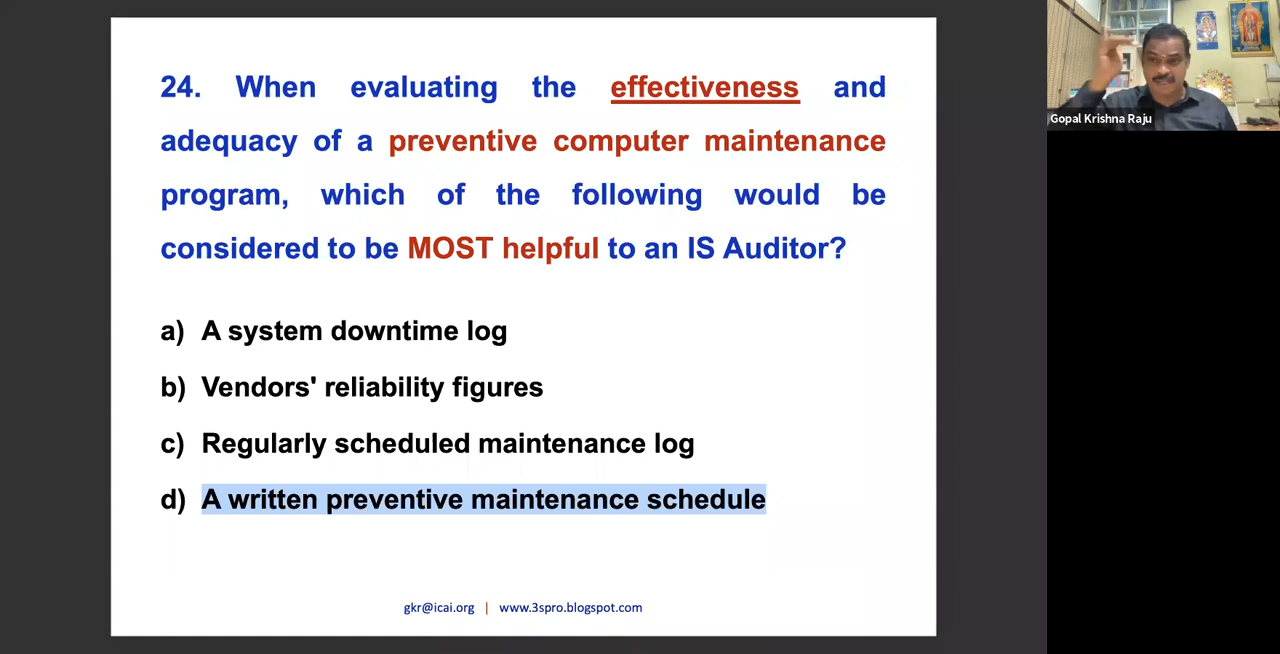 24. When evaluating the effectiveness and
adequacy of a preventive computer maintenance
program, which of the following would be
considered to be MOST helpful to an IS Auditor?
a) A system downtime log
b) Vendors' reliability figures
c) Regularly scheduled maintenance log
d) A written preventive maintenance schedule
gkr@icai.org | www.3spro.blogspot.com
Gopal Krishna Raju